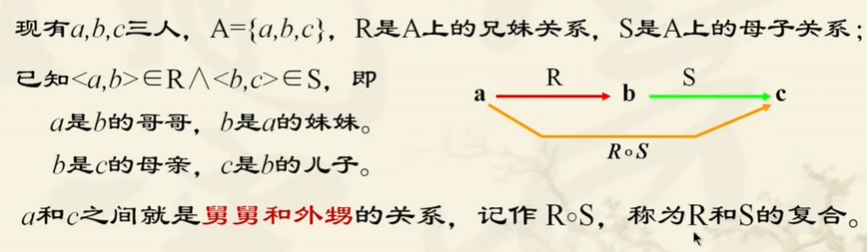 现有a,b,c三人，A={a,b,c}，R是A上的兄妹关系，S是A上的母子关系；
已知<a,b>∈R∧<b,c>∈S，即
a是b的哥哥，b是a的妹妹。
b是c的母亲，c是b的儿子。
a R b S c
R∘S
a和c之间就是舅舅和外甥的关系，记作 R∘S，称为R和S的复合。